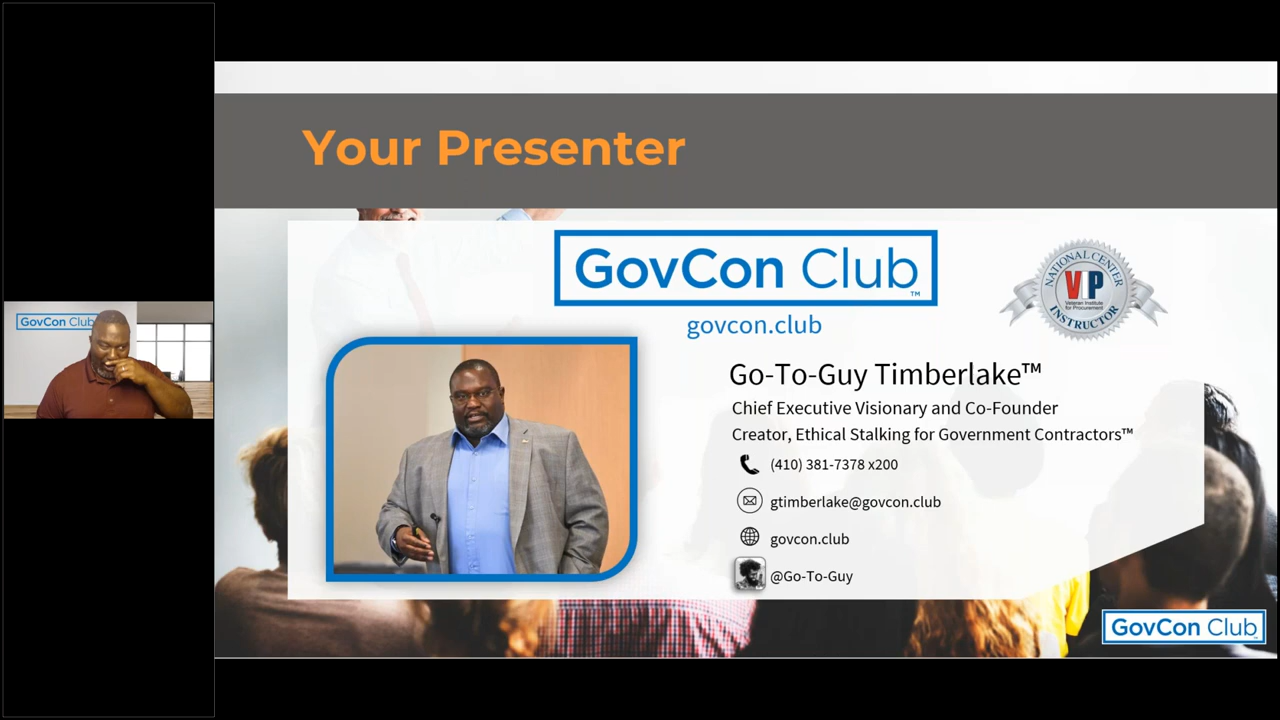 Your Presenter
GovCon Club™
govcon.club
NATIONAL CENTER
VIP
Veteran Institute
for Procurement
INSTRUCTOR
Go-To-Guy Timberlake™
Chief Executive Visionary and Co-Founder
Creator, Ethical Stalking for Government Contractors™
(410) 381-7378 x200
gtimberlake@govcon.club
govcon.club
@Go-To-Guy
GovCon Club
GovCon Club™